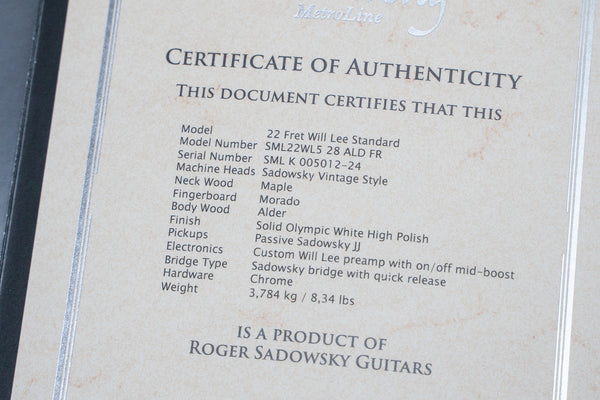 MetroLine
CERTIFICATE OF AUTHENTICITY
THIS DOCUMENT CERTIFIES THAT THIS
Model 22 Fret Will Lee Standard
Model Number SML22WL5 28 ALD FR
Serial Number SML K 005012-24
Machine Heads Sadowsky Vintage Style
Neck Wood Maple
Fingerboard Morado
Body Wood Alder
Finish Solid Olympic White High Polish
Pickups Passive Sadowsky JJ
Electronics Custom Will Lee preamp with on/off mid-boost
Bridge Type Sadowsky bridge with quick release
Hardware Chrome
Weight 3,784 kg / 8,34 lbs
IS A PRODUCT OF
ROGER SADOWSKY GUITARS